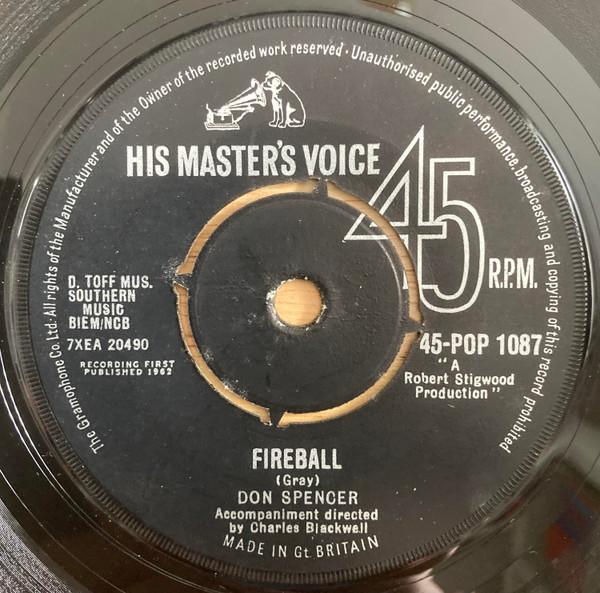 The Gramophone Co. Ltd. All rights of the Manufacturer and of the Owner of the recorded work reserved · Unauthorised public performance, broadcasting and copying of this record prohibited
HIS MASTER'S VOICE
45
R.P.M.
D. TOFF MUS.
SOUTHERN
MUSIC
BIEM/NCB
7XEA 20490
RECORDING FIRST
PUBLISHED 1962
45-POP 1087
"A
Robert Stigwood
Production"
FIREBALL
(Gray)
DON SPENCER
Accompaniment directed
by Charles Blackwell
MADE IN Gt. BRITAIN